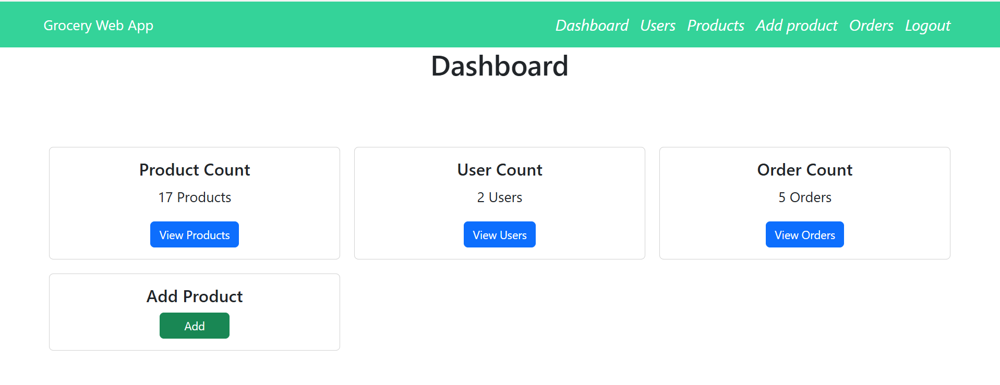 Grocery Web App
Dashboard Users Products Add product Orders Logout
Dashboard
Product Count
17 Products
View Products
User Count
2 Users
View Users
Order Count
5 Orders
View Orders
Add Product
Add